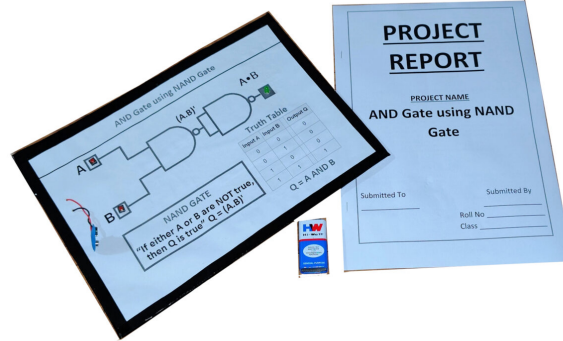 AND Gate using NAND Gate
(A.B)'
A•B
A
B
Truth Table
Input A Input B Output Q
0 0 0
0 1 0
1 0 0
1 1 1
Q = A AND B
NAND GATE
"If either A or B are NOT true,
then Q is true" Q = (A.B)'
HW
PROJECT
REPORT
PROJECT NAME
AND Gate using NAND
Gate
Submitted To
Submitted By
Roll No
Class